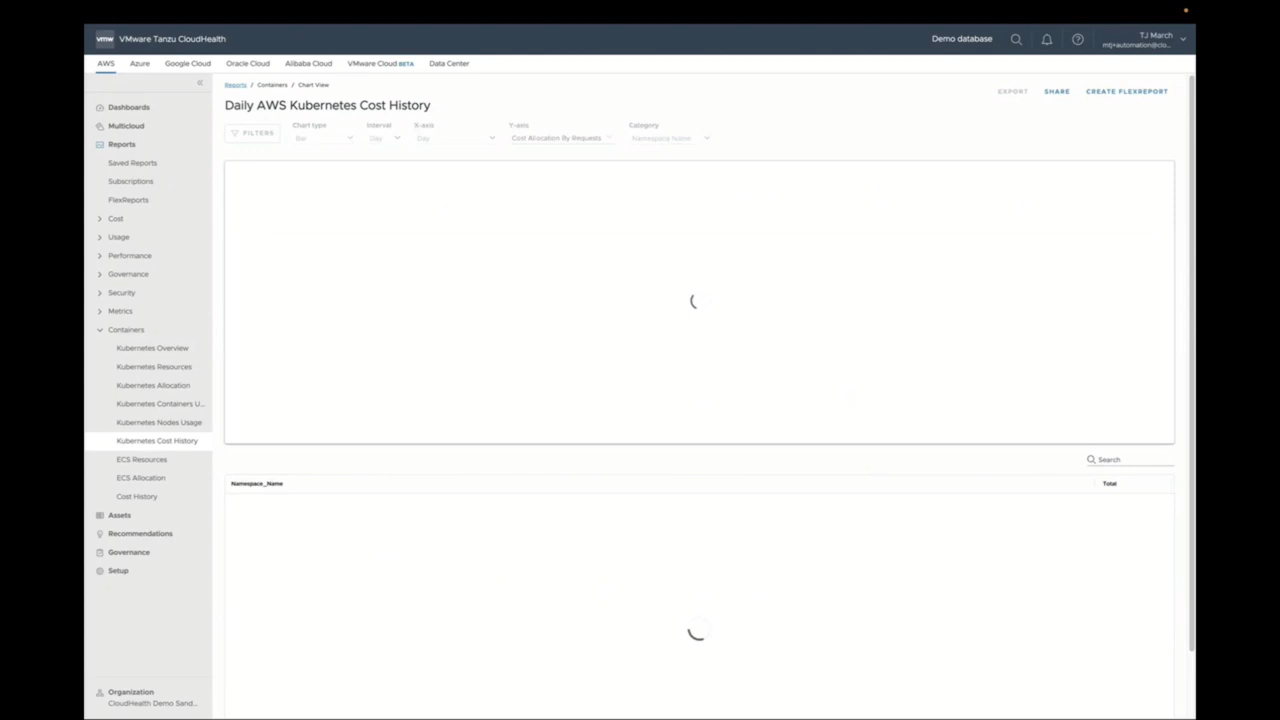 vmw VMware Tanzu CloudHealth
Demo database
TJ March
mtj+automation@clo...
AWS Azure Google Cloud Oracle Cloud Alibaba Cloud VMware Cloud BETA Data Center
Reports / Containers / Chart View
Daily AWS Kubernetes Cost History
EXPORT SHARE CREATE FLEXREPORT
FILTERS
Chart type Interval X-axis Y-axis Category
Bar Day Day Cost Allocation By Requests Namespace Name
Dashboards
Multicloud
Reports
Saved Reports
Subscriptions
FlexReports
Cost
Usage
Performance
Governance
Security
Metrics
Containers
Kubernetes Overview
Kubernetes Resources
Kubernetes Allocation
Kubernetes Containers U...
Kubernetes Nodes Usage
Kubernetes Cost History
ECS Resources
ECS Allocation
Cost History
Assets
Recommendations
Governance
Setup
Organization
CloudHealth Demo Sand...
Search
Namespace_Name Total